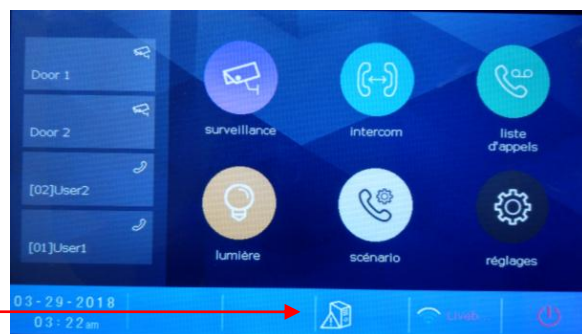 Door 1
Door 2
[02]User2
[01]User1
surveillance
intercom
liste
d'appels
lumière
scénario
réglages
03-29-2018
03:22am